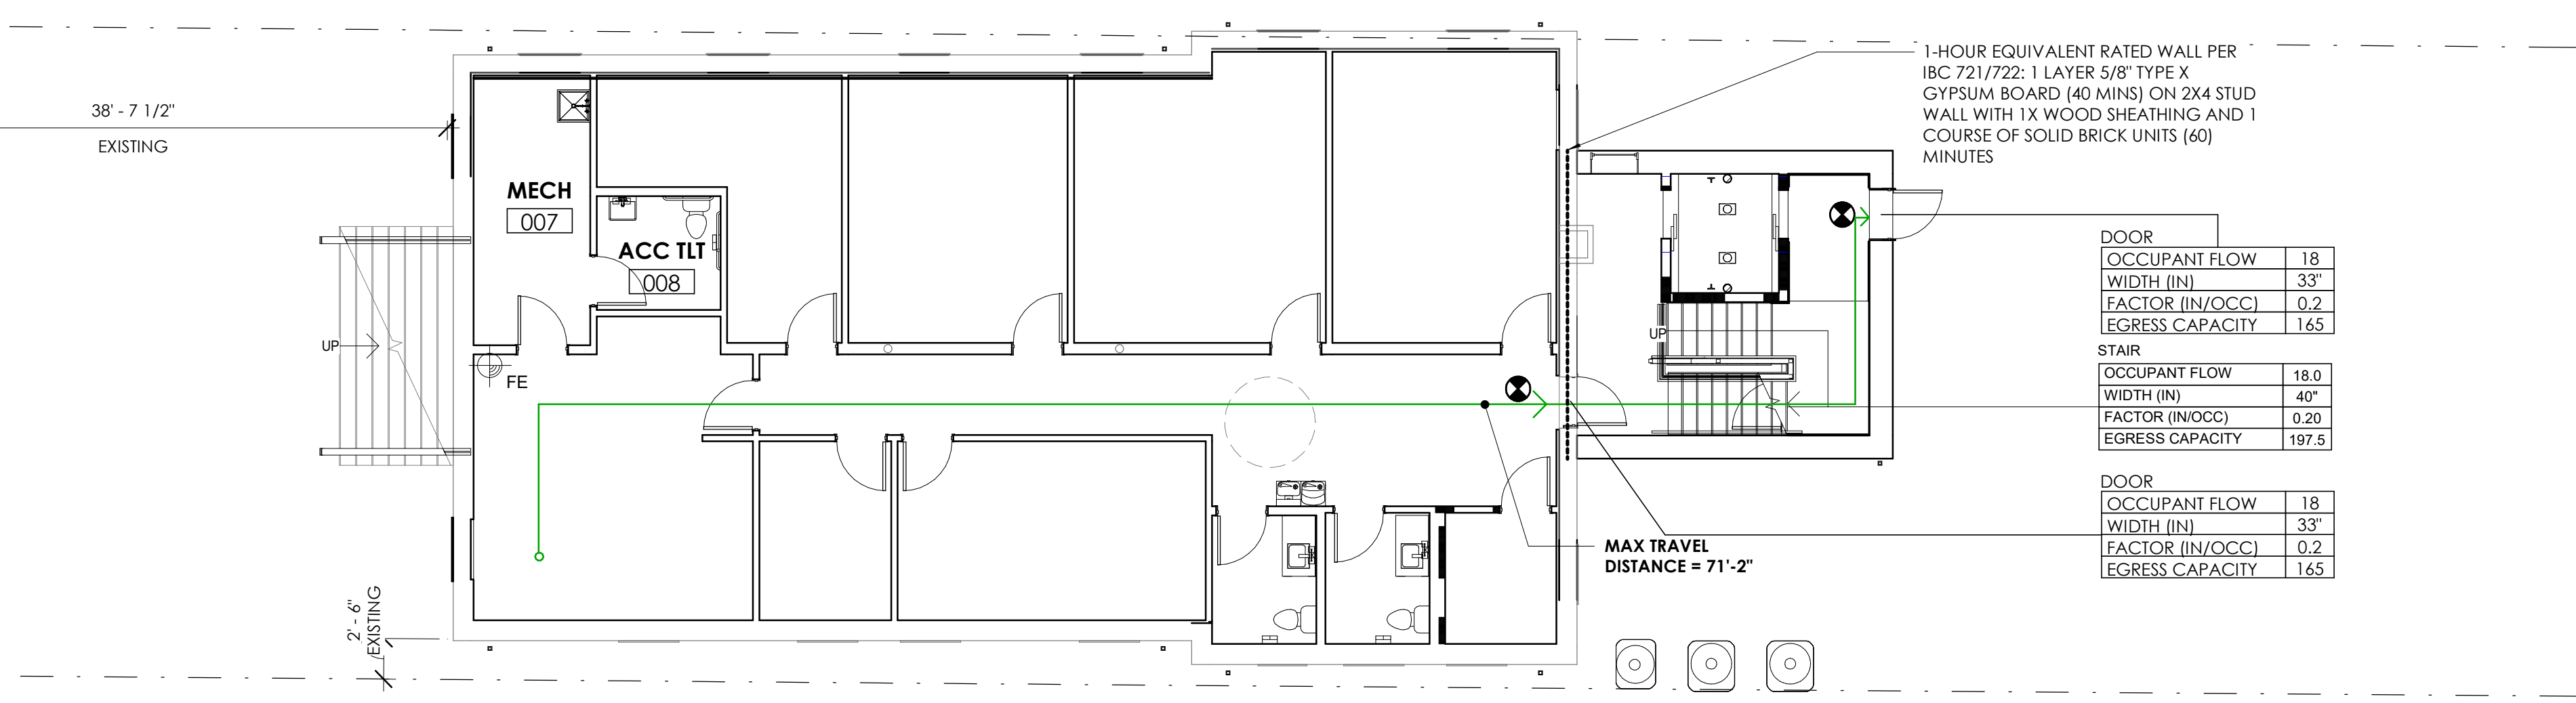 1-HOUR EQUIVALENT RATED WALL PER
IBC 721/722: 1 LAYER 5/8" TYPE X
GYPSUM BOARD (40 MINS) ON 2X4 STUD
WALL WITH 1X WOOD SHEATHING AND 1
COURSE OF SOLID BRICK UNITS (60)
MINUTES
38' - 7 1/2"
EXISTING
MECH
007
ACC TLT
008
UP
FE
UP
DOOR
OCCUPANT FLOW 18
WIDTH (IN) 33"
FACTOR (IN/OCC) 0.2
EGRESS CAPACITY 165
STAIR
OCCUPANT FLOW 18.0
WIDTH (IN) 40"
FACTOR (IN/OCC) 0.20
EGRESS CAPACITY 197.5
DOOR
OCCUPANT FLOW 18
WIDTH (IN) 33"
FACTOR (IN/OCC) 0.2
EGRESS CAPACITY 165
MAX TRAVEL
DISTANCE = 71'-2"
2' - 6"
EXISTING